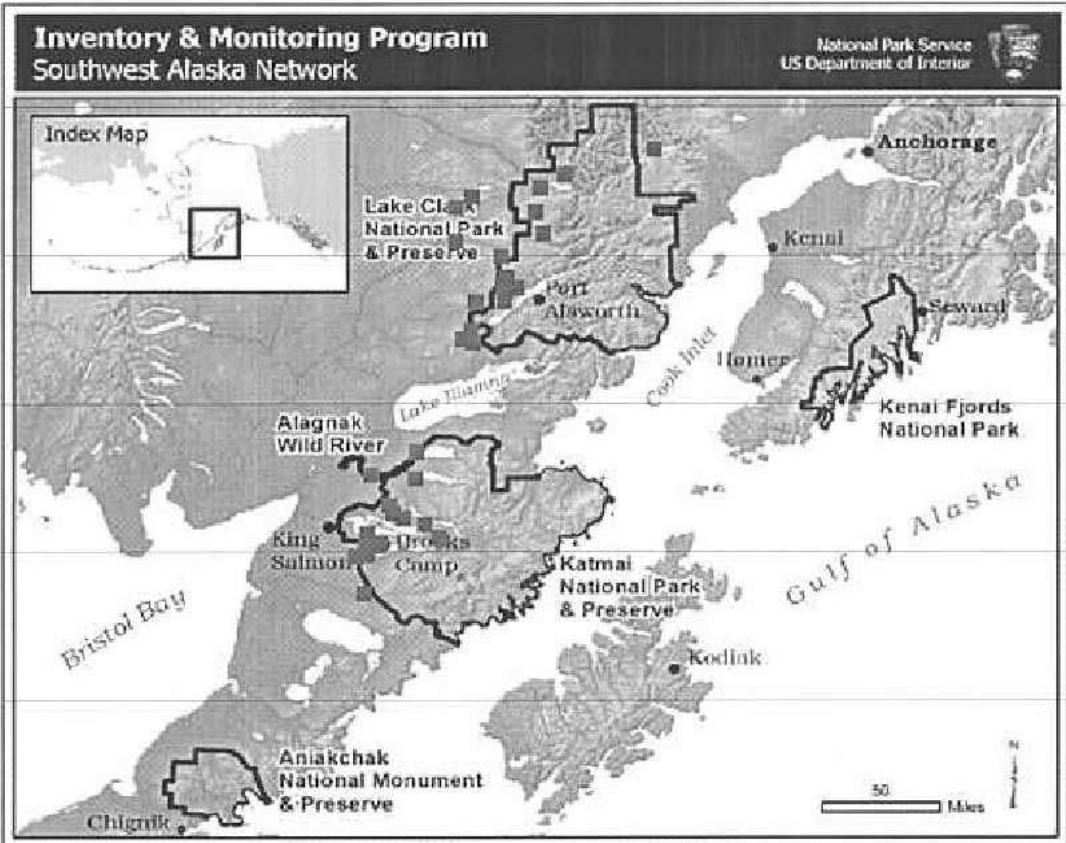 Inventory & Monitoring Program
Southwest Alaska Network
National Park Service
US Department of Interior
Index Map
Anchorage
Lake Clark
National Park
& Preserve
Kenai
Port
Alsworth
Seward
Homer
Cook Inlet
Lake Iliamna
Kenai Fjords
National Park
Alagnak
Wild River
Gulf of Alaska
King
Salmon
Brooks
Camp
Katmai
National Park
& Preserve
Bristol Bay
Kodiak
Aniakchak
National Monument
& Preserve
Chignik
50
Miles
N